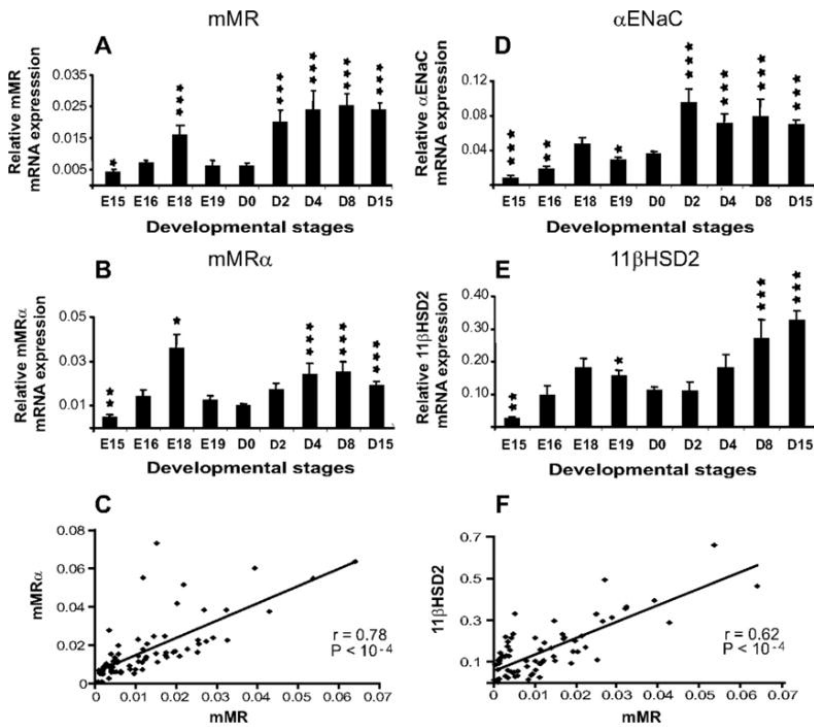 mMR
A
Relative mMR
mRNA expression
0.035
0.025
0.015
0.005
E15 E16 E18 E19 D0 D2 D4 D8 D15
Developmental stages
αENaC
D
Relative αENaC
mRNA expression
0.12
0.08
0.04
E15 E16 E18 E19 D0 D2 D4 D8 D15
Developmental stages
mMRα
B
Relative mMRα
mRNA expression
0.05
0.03
0.01
E15 E16 E18 E19 D0 D2 D4 D8 D15
Developmental stages
11βHSD2
E
Relative 11βHSD2
mRNA expression
0.40
0.30
0.10
E15 E16 E18 E19 D0 D2 D4 D8 D15
Developmental stages
C
mMRα
0.08
0.06
0.04
0.02
0
r = 0.78
P < 10-4
0 0.01 0.02 0.03 0.04 0.05 0.06 0.07
mMR
F
11βHSD2
0.7
0.5
0.3
0.1
r = 0.62
P < 10-4
0 0.01 0.02 0.03 0.04 0.05 0.06 0.07
mMR